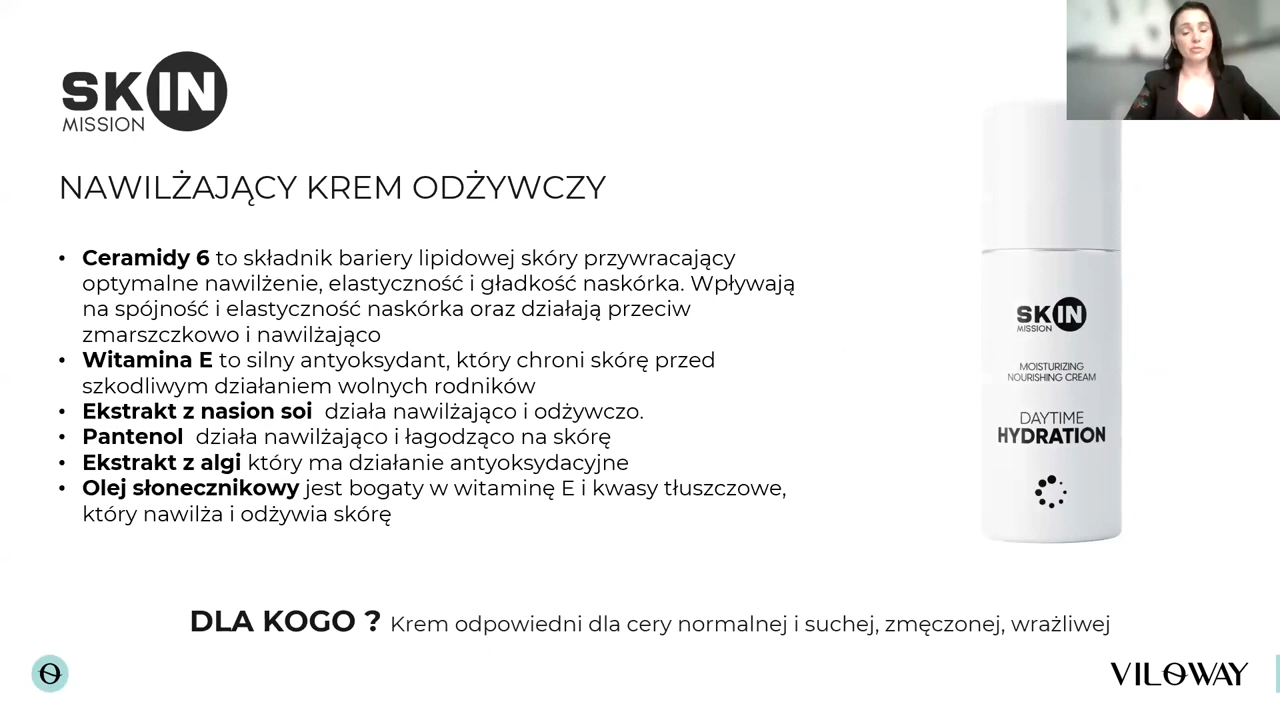 SKIN
MISSION
NAWILŻAJĄCY KREM ODŻYWCZY
• Ceramidy 6 to składnik bariery lipidowej skóry przywracający
optymalne nawilżenie, elastyczność i gładkość naskórka. Wpływają
na spójność i elastyczność naskórka oraz działają przeciw
zmarszczkowo i nawilżająco
• Witamina E to silny antyoksydant, który chroni skórę przed
szkodliwym działaniem wolnych rodników
• Ekstrakt z nasion soi działa nawilżająco i odżywczo.
• Pantenol działa nawilżająco i łagodząco na skórę
• Ekstrakt z algi który ma działanie antyoksydacyjne
• Olej słonecznikowy jest bogaty w witaminę E i kwasy tłuszczowe,
który nawilża i odżywia skórę
SKIN
MISSION
MOISTURIZING
NOURISHING CREAM
DAYTIME
HYDRATION
DLA KOGO ? Krem odpowiedni dla cery normalnej i suchej, zmęczonej, wrażliwej
VILOWAY